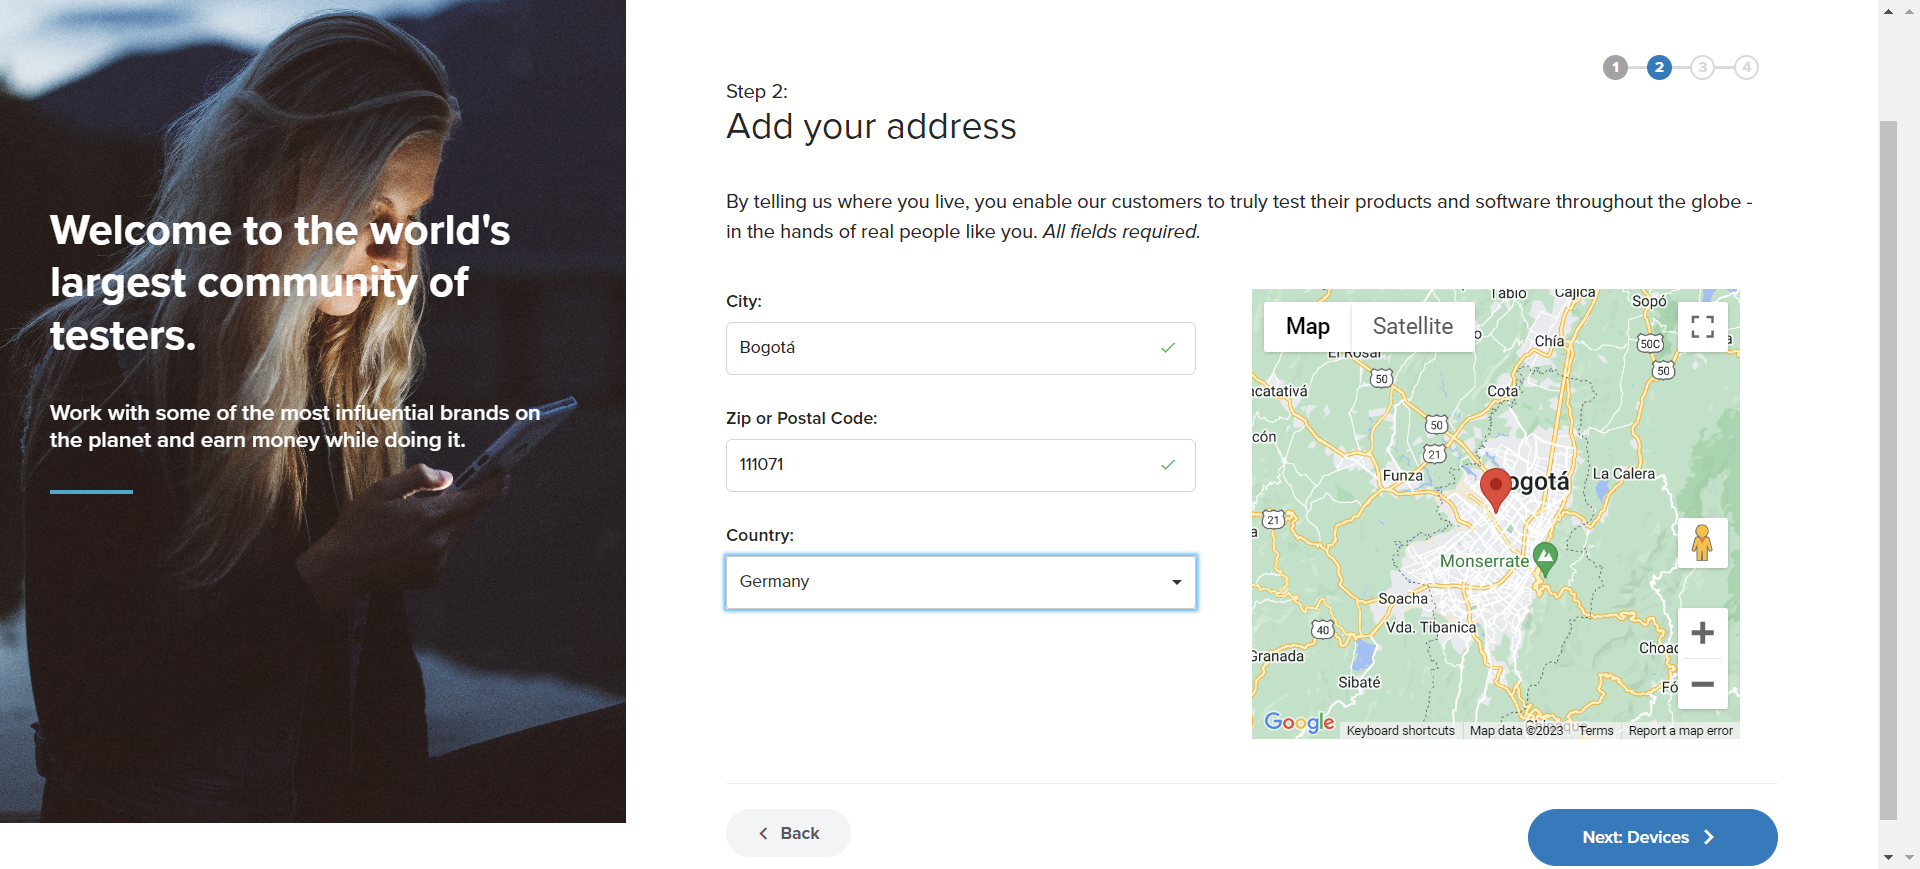 Welcome to the world's
largest community of
testers.
Work with some of the most influential brands on
the planet and earn money while doing it.
1
2
3
4
Step 2:
Add your address
By telling us where you live, you enable our customers to truly test their products and software throughout the globe -
in the hands of real people like you. All fields required.
City:
Bogotá
Zip or Postal Code:
111071
Country:
Germany
Map
Satellite
Tabio
Cajica
Sopó
50C
50
Chía
El Rosal
50
Cota
ncatativá
50
cón
21
Funza
ogotá
La Calera
21
a
Monserrate
Soacha
Vda. Tibanica
40
Granada
Choac
Sibaté
Fó
Chipaque
Google
Keyboard shortcuts
Map data ©2023
Terms
Report a map error
Back
Next: Devices